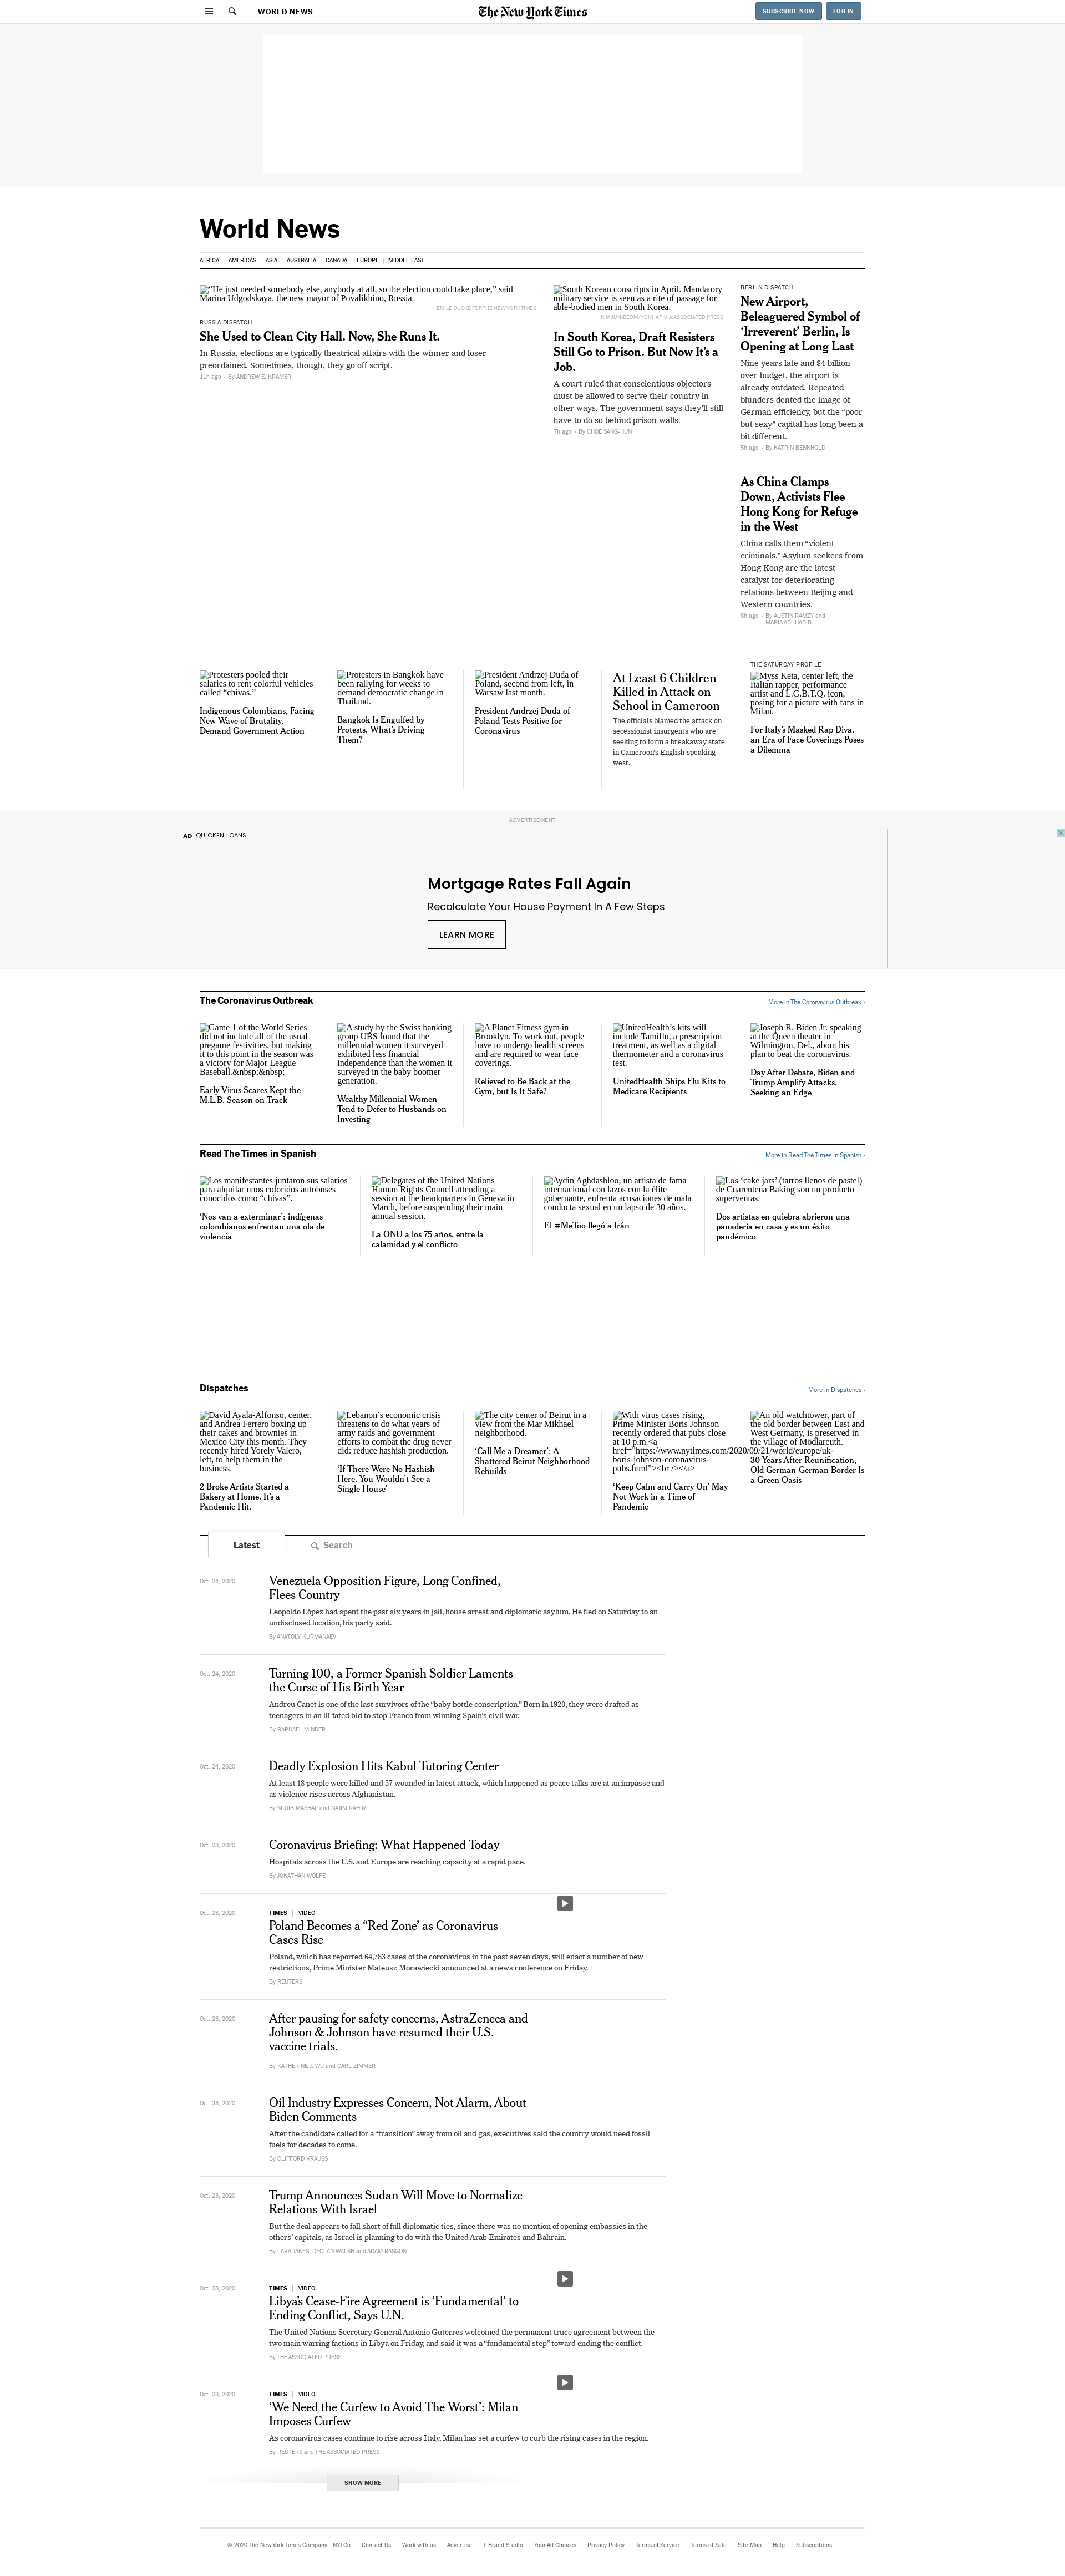 WORLD NEWS
The New York Times
SUBSCRIBE NOW
LOG IN
World News
AFRICA
AMERICAS
ASIA
AUSTRALIA
CANADA
EUROPE
MIDDLE EAST
“He just needed somebody else, anybody at all, so the election could take place,” said
Marina Udgodskaya, the new mayor of Povalikhino, Russia.
EMILE DUCKE FOR THE NEW YORK TIMES
RUSSIA DISPATCH
She Used to Clean City Hall. Now, She Runs It.
In Russia, elections are typically theatrical affairs with the winner and loser
preordained. Sometimes, though, they go off script.
11h ago - By ANDREW E. KRAMER
South Korean conscripts in April. Mandatory
military service is seen as a rite of passage for
able-bodied men in South Korea.
KIM JUN-BEOM/YONHAP, VIA ASSOCIATED PRESS
In South Korea, Draft Resisters
Still Go to Prison. But Now It’s a
Job.
A court ruled that conscientious objectors
must be allowed to serve their country in
other ways. The government says they’ll still
have to do so behind prison walls.
7h ago - By CHOE SANG-HUN
BERLIN DISPATCH
New Airport,
Beleaguered Symbol of
‘Irreverent’ Berlin, Is
Opening at Long Last
Nine years late and $4 billion
over budget, the airport is
already outdated. Repeated
blunders dented the image of
German efficiency, but the “poor
but sexy” capital has long been a
bit different.
5h ago - By KATRIN BENNHOLD
As China Clamps
Down, Activists Flee
Hong Kong for Refuge
in the West
China calls them “violent
criminals.” Asylum seekers from
Hong Kong are the latest
catalyst for deteriorating
relations between Beijing and
Western countries.
8h ago - By AUSTIN RAMZY and
MARIA ABI-HABIB
Protesters pooled their
salaries to rent colorful vehicles
called “chivas.”
Indigenous Colombians, Facing
New Wave of Brutality,
Demand Government Action
Protesters in Bangkok have
been rallying for weeks to
demand democratic change in
Thailand.
Bangkok Is Engulfed by
Protests. What’s Driving
Them?
President Andrzej Duda of
Poland, second from left, in
Warsaw last month.
President Andrzej Duda of
Poland Tests Positive for
Coronavirus
At Least 6 Children
Killed in Attack on
School in Cameroon
The officials blamed the attack on
secessionist insurgents who are
seeking to form a breakaway state
in Cameroon’s English-speaking
west.
THE SATURDAY PROFILE
Myss Keta, center left, the
Italian rapper, performance
artist and L.G.B.T.Q. icon,
posing for a picture with fans in
Milan.
For Italy’s Masked Rap Diva,
an Era of Face Coverings Poses
a Dilemma
ADVERTISEMENT
AD QUICKEN LOANS
Mortgage Rates Fall Again
Recalculate Your House Payment In A Few Steps
LEARN MORE
The Coronavirus Outbreak
More in The Coronavirus Outbreak ›
Game 1 of the World Series
did not include all of the usual
pregame festivities, but making
it to this point in the season was
a victory for Major League
Baseball.&nbsp;&nbsp;
Early Virus Scares Kept the
M.L.B. Season on Track
A study by the Swiss banking
group UBS found that the
millennial women it surveyed
exhibited less financial
independence than the women it
surveyed in the baby boomer
generation.
Wealthy Millennial Women
Tend to Defer to Husbands on
Investing
A Planet Fitness gym in
Brooklyn. To work out, people
have to undergo health screens
and are required to wear face
coverings.
Relieved to Be Back at the
Gym, but Is It Safe?
UnitedHealth’s kits will
include Tamiflu, a prescription
treatment, as well as a digital
thermometer and a coronavirus
test.
UnitedHealth Ships Flu Kits to
Medicare Recipients
Joseph R. Biden Jr. speaking
at the Queen theater in
Wilmington, Del., about his
plan to beat the coronavirus.
Day After Debate, Biden and
Trump Amplify Attacks,
Seeking an Edge
Read The Times in Spanish
More in Read The Times in Spanish ›
Los manifestantes juntaron sus salarios
para alquilar unos coloridos autobuses
conocidos como “chivas”.
‘Nos van a exterminar’: indígenas
colombianos enfrentan una ola de
violencia
Delegates of the United Nations
Human Rights Council attending a
session at the headquarters in Geneva in
March, before suspending their main
annual session.
La ONU a los 75 años, entre la
calamidad y el conflicto
Aydin Aghdashloo, un artista de fama
internacional con lazos con la élite
gobernante, enfrenta acusaciones de mala
conducta sexual en un lapso de 30 años.
El #MeToo llegó a Irán
Los ‘cake jars’ (tarros llenos de pastel)
de Cuarentena Baking son un producto
superventas.
Dos artistas en quiebra abrieron una
panadería en casa y es un éxito
pandémico
Dispatches
More in Dispatches ›
David Ayala-Alfonso, center,
and Andrea Ferrero boxing up
their cakes and brownies in
Mexico City this month. They
recently hired Yorely Valero,
left, to help them in the
business.
2 Broke Artists Started a
Bakery at Home. It’s a
Pandemic Hit.
Lebanon’s economic crisis
threatens to do what years of
army raids and government
efforts to combat the drug never
did: reduce hashish production.
‘If There Were No Hashish
Here, You Wouldn’t See a
Single House’
The city center of Beirut in a
view from the Mar Mikhael
neighborhood.
‘Call Me a Dreamer’: A
Shattered Beirut Neighborhood
Rebuilds
With virus cases rising,
Prime Minister Boris Johnson
recently ordered that pubs close
at 10 p.m.<a
href="https://www.nytimes.com/2020/09/21/world/europe/uk-
boris-johnson-coronavirus-
pubs.html"><br /></a>
‘Keep Calm and Carry On’ May
Not Work in a Time of
Pandemic
An old watchtower, part of
the old border between East and
West Germany, is preserved in
the village of Mödlareuth.
30 Years After Reunification,
Old German-German Border Is
a Green Oasis
Latest
Search
Oct. 24, 2020
Venezuela Opposition Figure, Long Confined,
Flees Country
Leopoldo López had spent the past six years in jail, house arrest and diplomatic asylum. He fled on Saturday to an
undisclosed location, his party said.
By ANATOLY KURMANAEV
Oct. 24, 2020
Turning 100, a Former Spanish Soldier Laments
the Curse of His Birth Year
Andreu Canet is one of the last survivors of the “baby bottle conscription.” Born in 1920, they were drafted as
teenagers in an ill-fated bid to stop Franco from winning Spain’s civil war.
By RAPHAEL MINDER
Oct. 24, 2020
Deadly Explosion Hits Kabul Tutoring Center
At least 18 people were killed and 57 wounded in latest attack, which happened as peace talks are at an impasse and
as violence rises across Afghanistan.
By MUJIB MASHAL and NAJIM RAHIM
Oct. 23, 2020
Coronavirus Briefing: What Happened Today
Hospitals across the U.S. and Europe are reaching capacity at a rapid pace.
By JONATHAN WOLFE
Oct. 23, 2020
TIMES | VIDEO
Poland Becomes a “Red Zone’ as Coronavirus
Cases Rise
Poland, which has reported 64,783 cases of the coronavirus in the past seven days, will enact a number of new
restrictions, Prime Minister Mateusz Morawiecki announced at a news conference on Friday.
By REUTERS
Oct. 23, 2020
After pausing for safety concerns, AstraZeneca and
Johnson & Johnson have resumed their U.S.
vaccine trials.
By KATHERINE J. WU and CARL ZIMMER
Oct. 23, 2020
Oil Industry Expresses Concern, Not Alarm, About
Biden Comments
After the candidate called for a “transition” away from oil and gas, executives said the country would need fossil
fuels for decades to come.
By CLIFFORD KRAUSS
Oct. 23, 2020
Trump Announces Sudan Will Move to Normalize
Relations With Israel
But the deal appears to fall short of full diplomatic ties, since there was no mention of opening embassies in the
others’ capitals, as Israel is planning to do with the United Arab Emirates and Bahrain.
By LARA JAKES, DECLAN WALSH and ADAM RASGON
Oct. 23, 2020
TIMES | VIDEO
Libya’s Cease-Fire Agreement is ‘Fundamental’ to
Ending Conflict, Says U.N.
The United Nations Secretary General António Guterres welcomed the permanent truce agreement between the
two main warring factions in Libya on Friday, and said it was a “fundamental step” toward ending the conflict.
By THE ASSOCIATED PRESS
Oct. 23, 2020
TIMES | VIDEO
‘We Need the Curfew to Avoid The Worst’: Milan
Imposes Curfew
As coronavirus cases continue to rise across Italy, Milan has set a curfew to curb the rising cases in the region.
By REUTERS and THE ASSOCIATED PRESS
SHOW MORE
© 2020 The New York Times Company
NYTCo
Contact Us
Work with us
Advertise
T Brand Studio
Your Ad Choices
Privacy Policy
Terms of Service
Terms of Sale
Site Map
Help
Subscriptions